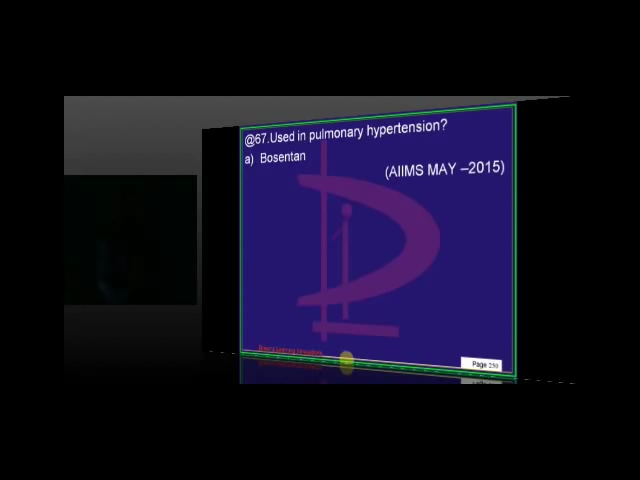 @67.Used in pulmonary hypertension?
a) Bosentan
(AIIMS MAY –2015)
Page 250